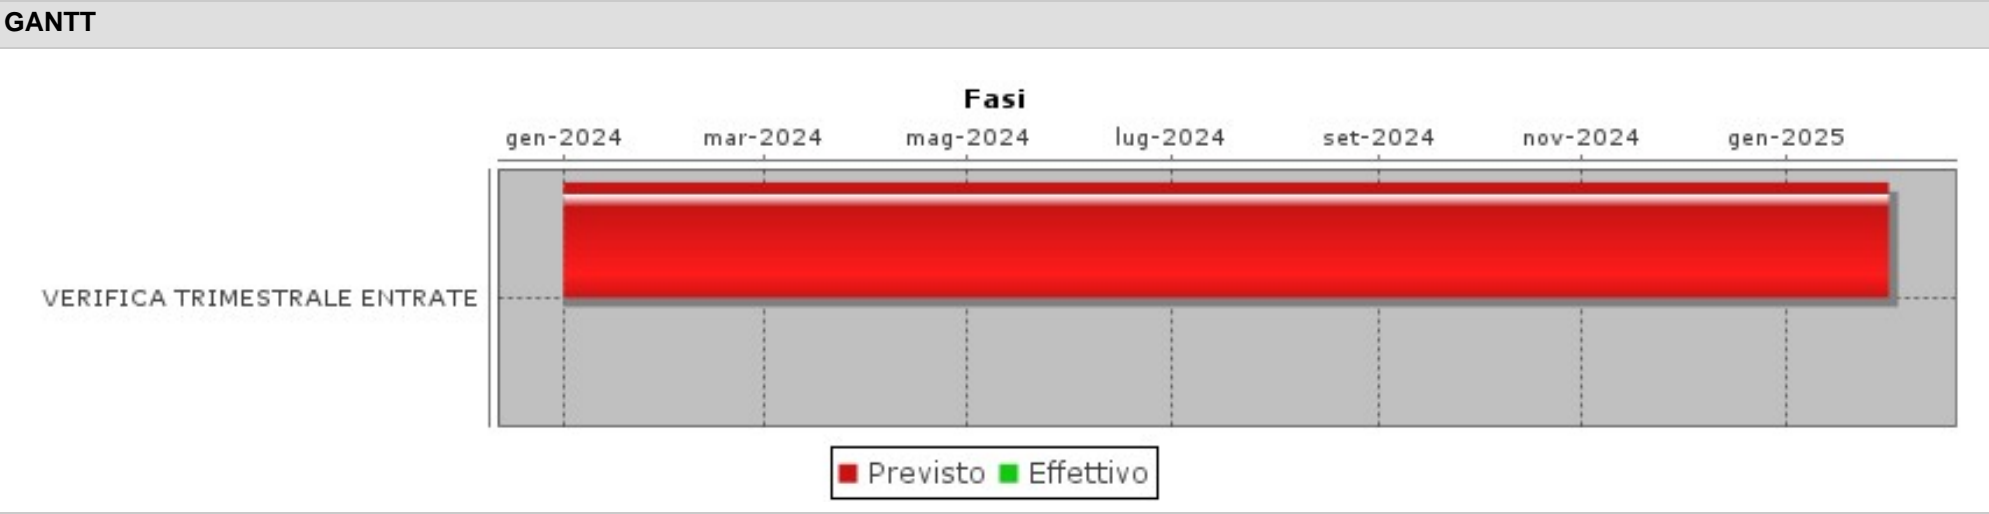 GANTT
Fasi
gen-2024 mar-2024 mag-2024 lug-2024 set-2024 nov-2024 gen-2025
VERIFICA TRIMESTRALE ENTRATE
Previsto Effettivo